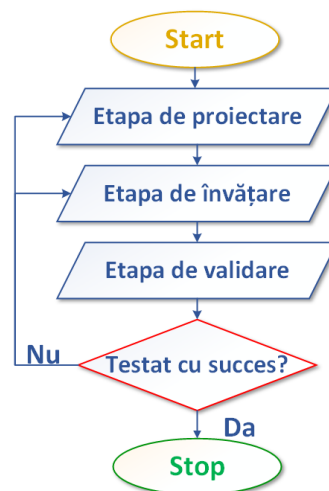 Start
Etapa de proiectare
Etapa de învățare
Etapa de validare
Testat cu succes?
Nu
Da
Stop